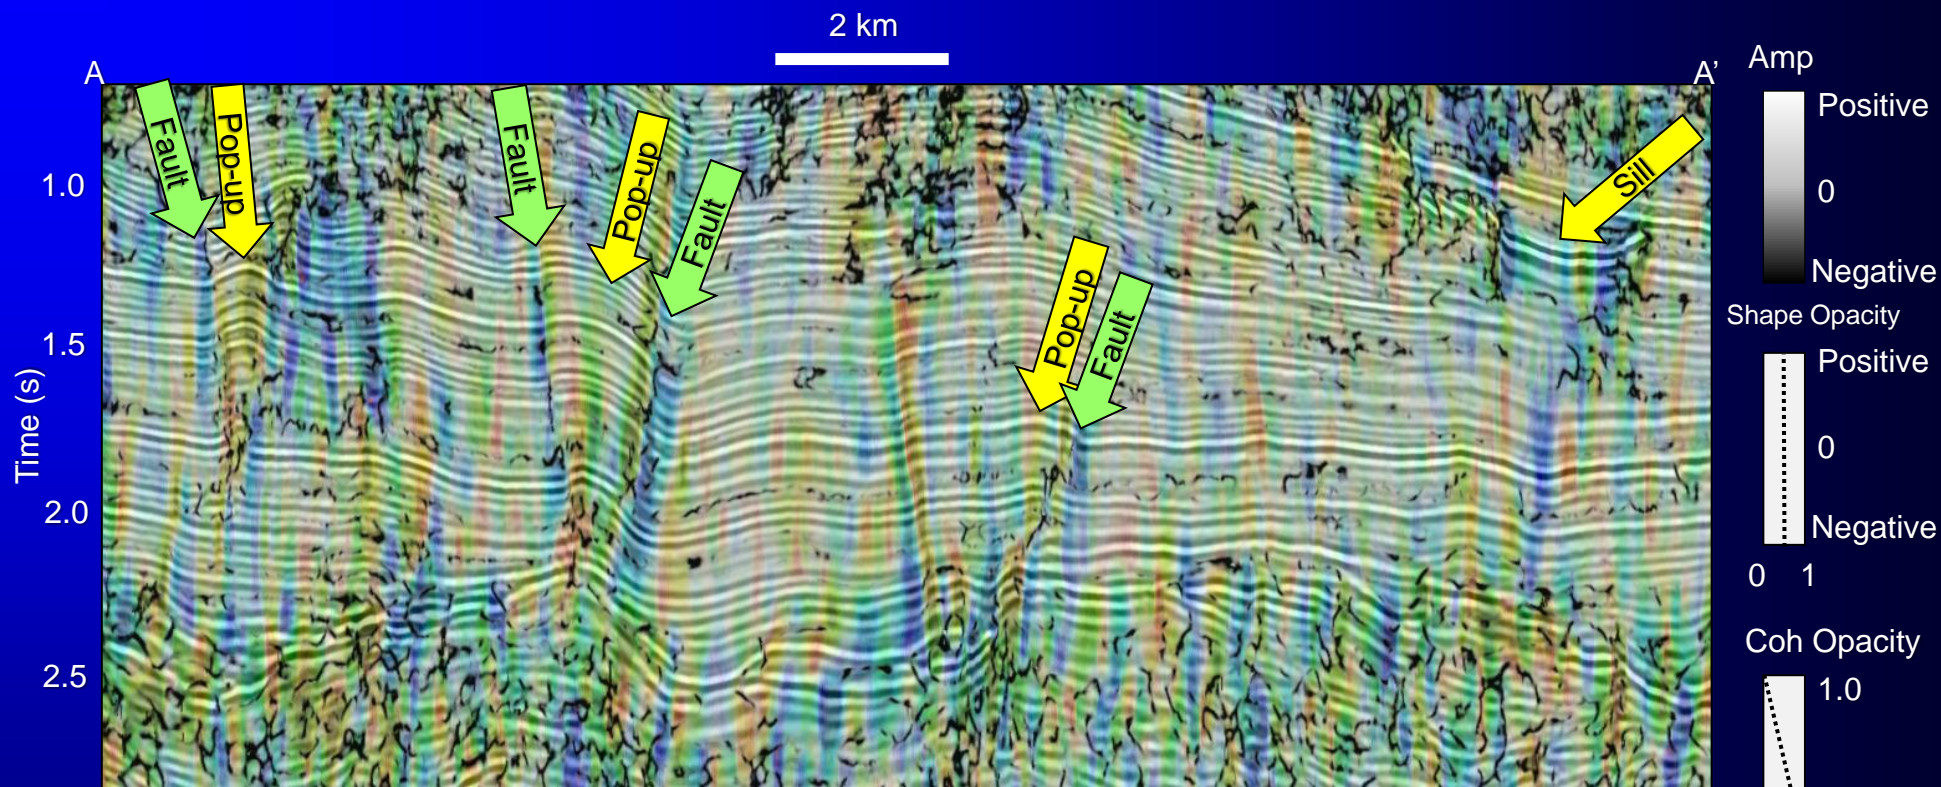 2 km
A
A’
Fault
Pop-up
Fault
Pop-up
Fault
Pop-up
Fault
Sill
1.0
1.5
2.0
2.5
Time (s)
Amp
Positive
0
Negative
Shape Opacity
Positive
0
Negative
0 1
Coh Opacity
1.0